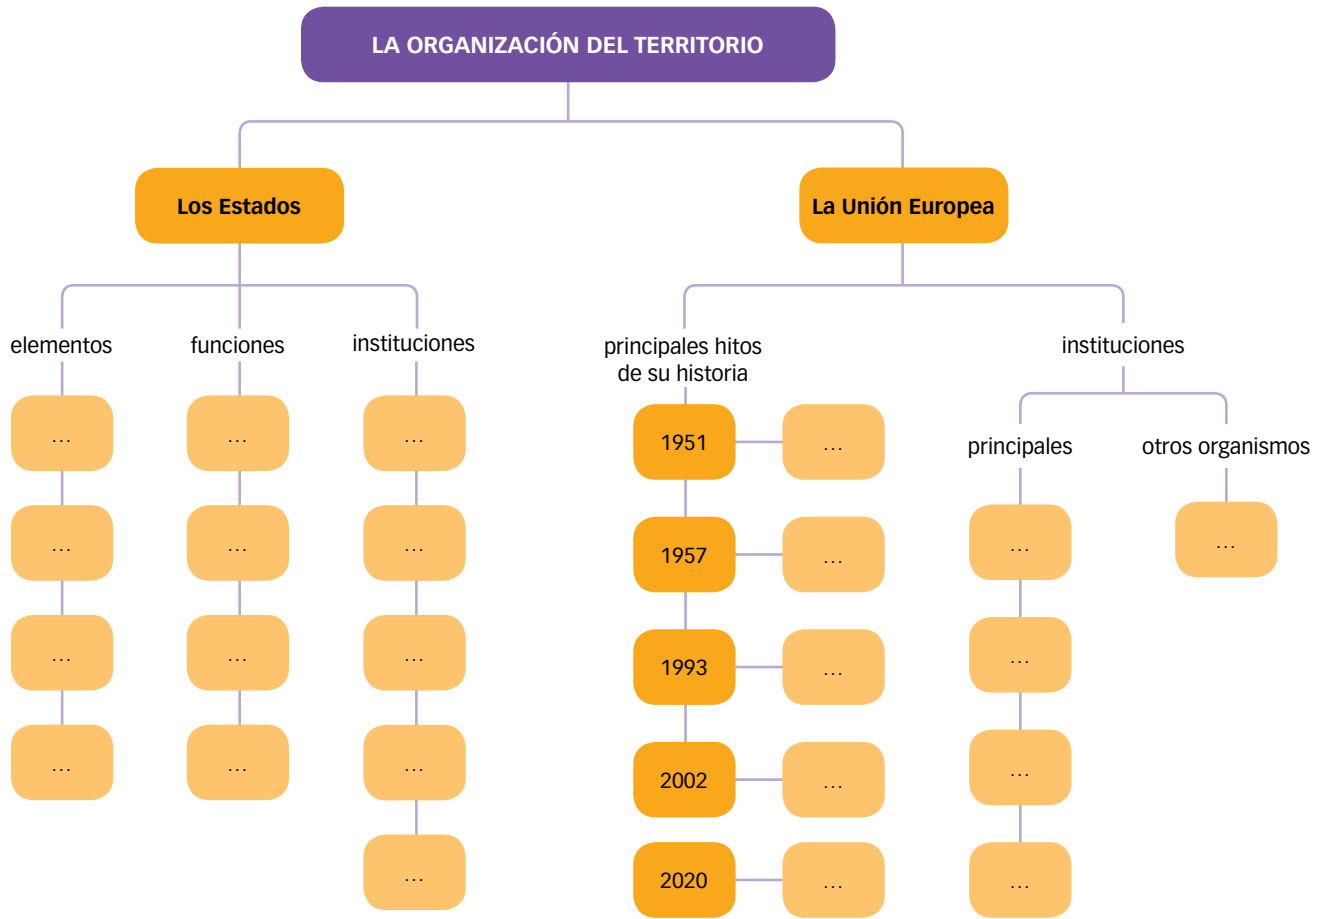 LA ORGANIZACIÓN DEL TERRITORIO
Los Estados
elementos
…
…
…
…
funciones
…
…
…
…
instituciones
…
…
…
…
…
La Unión Europea
principales hitos
de su historia
1951
…
1957
…
1993
…
2002
…
2020
…
instituciones
principales
…
…
…
…
otros organismos
…